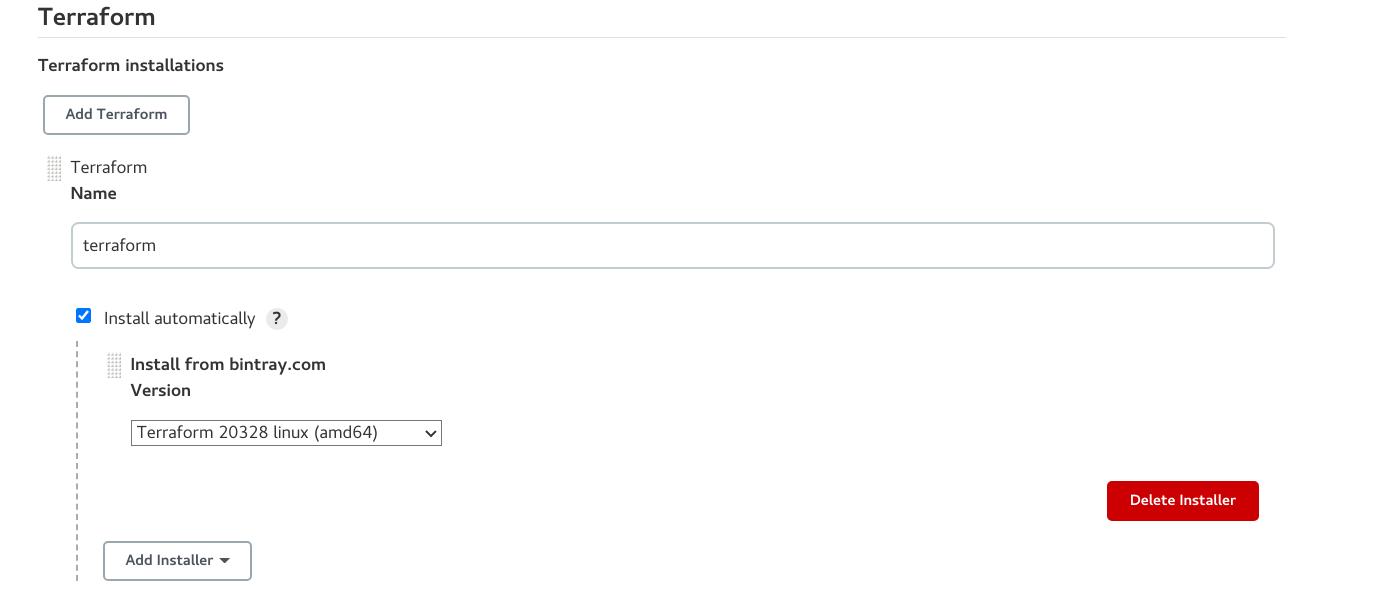 Terraform
Terraform installations
Add Terraform
Terraform
Name
terraform
Install automatically ?
Install from bintray.com
Version
Terraform 20328 linux (amd64)
Delete Installer
Add Installer